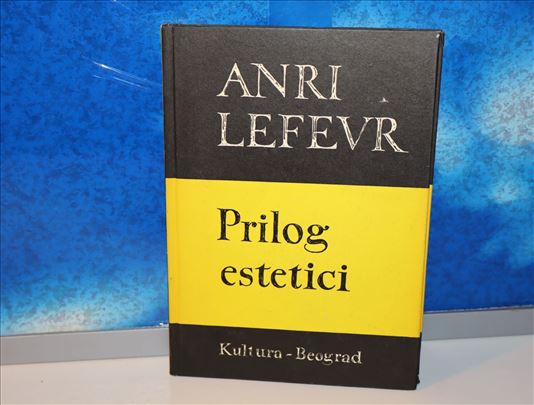 ANRI
LEFEVR
Prilog
estetici
Kultura - Beograd